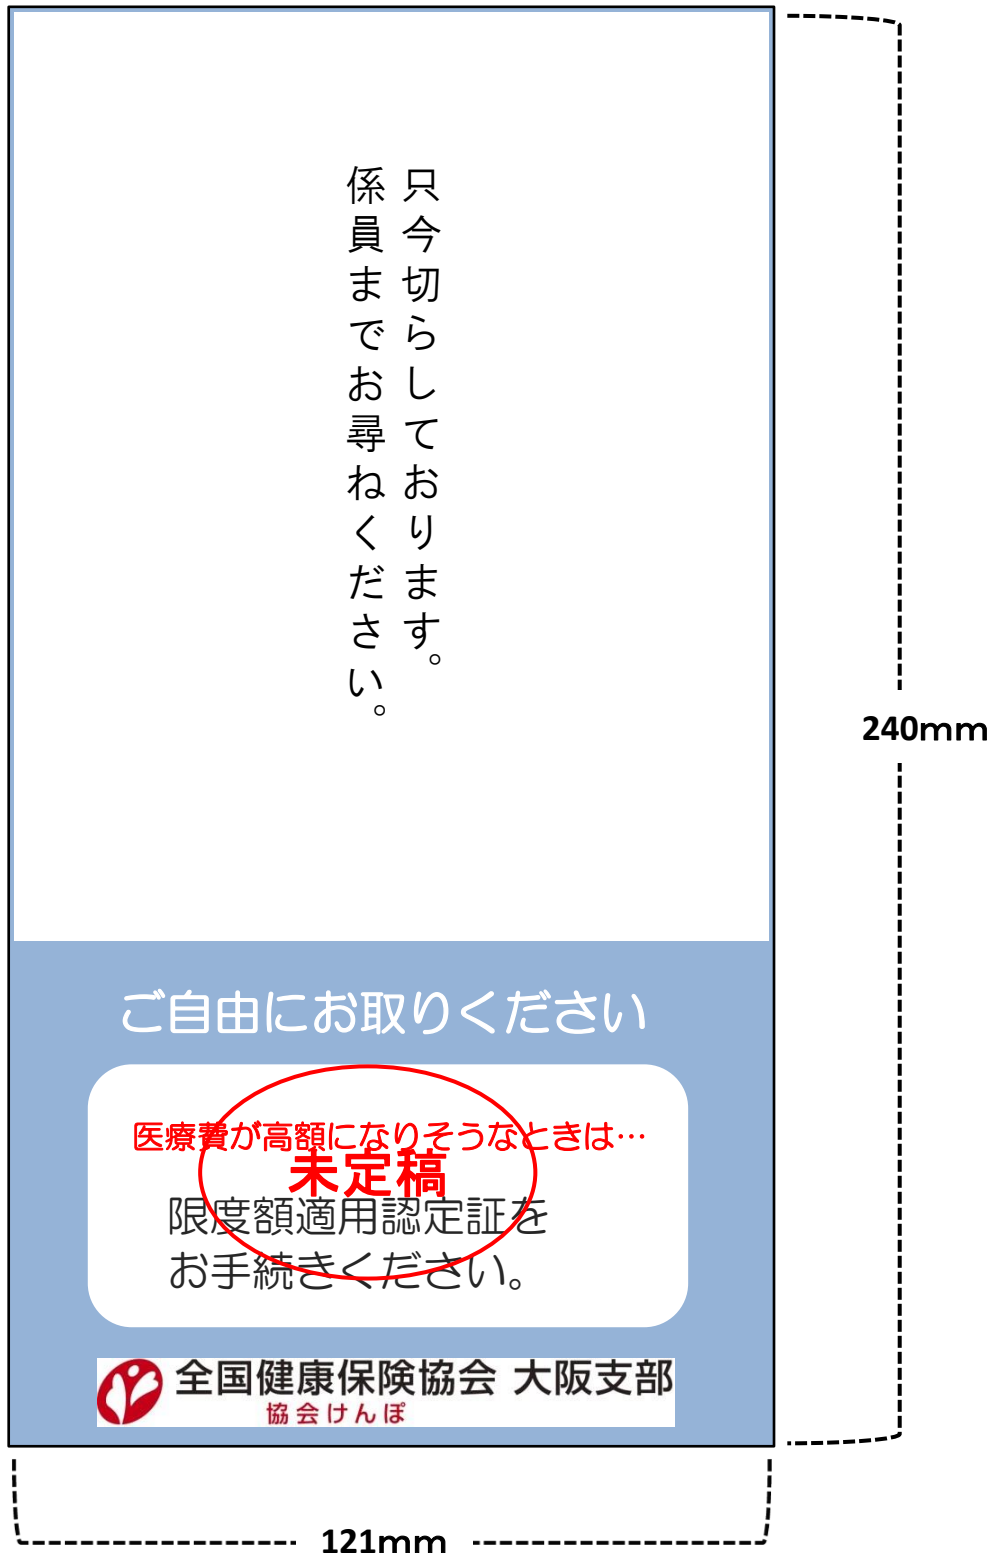 只今切らしております。
係員までお尋ねください。
240mm
ご自由にお取りください
医療費が高額になりそうなときは…
未定稿
限度額適用認定証を
お手続きください。
全国健康保険協会 大阪支部
協会けんぽ
121mm